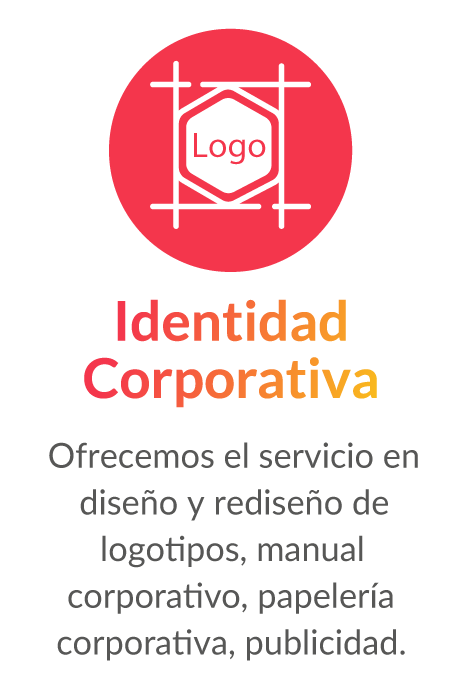 Logo
Identidad
Corporativa
Ofrecemos el servicio en
diseño y rediseño de
logotipos, manual
corporativo, papelería
corporativa, publicidad.